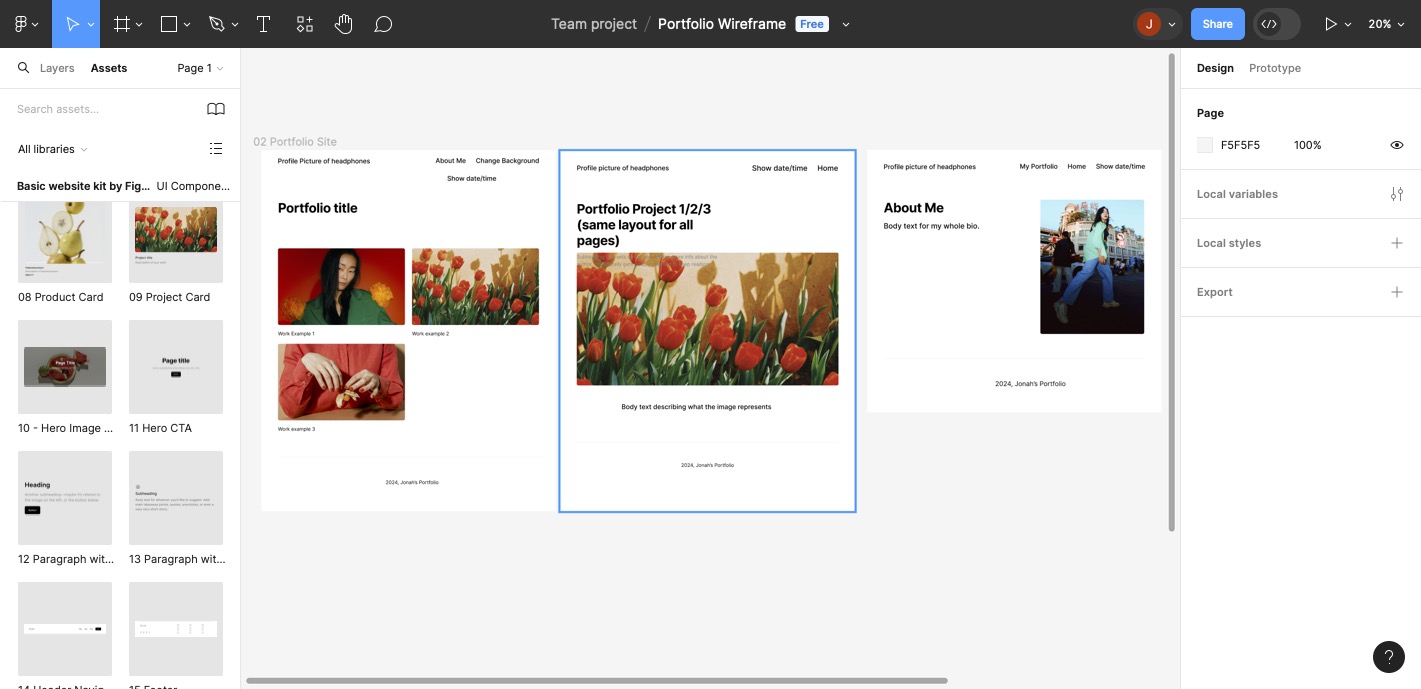 Team project / Portfolio Wireframe Free
J
Share
20%
Layers Assets Page 1
Search assets...
All libraries
Basic website kit by Fig... UI Compone...
Project title
08 Product Card 09 Project Card
Page Title
Page title
10 - Hero Image ... 11 Hero CTA
Heading
Subheading
12 Paragraph wit... 13 Paragraph wit...
15 Footer
02 Portfolio Site
Profile Picture of headphones
About Me Change Background
Show date/time
Portfolio title
Work Example 1
Work example 2
Work example 3
2024, Jonah's Portfolio
Profile picture of headphones
Show date/time Home
Portfolio Project 1/2/3
(same layout for all
pages)
Body text describing what the image represents
2024, Jonah's Portfolio
Profile picture of headphones
My Portfolio Home Show date/time
About Me
Body text for my whole bio.
2024, Jonah's Portfolio
Design Prototype
Page
F5F5F5 100%
Local variables
Local styles
Export
?